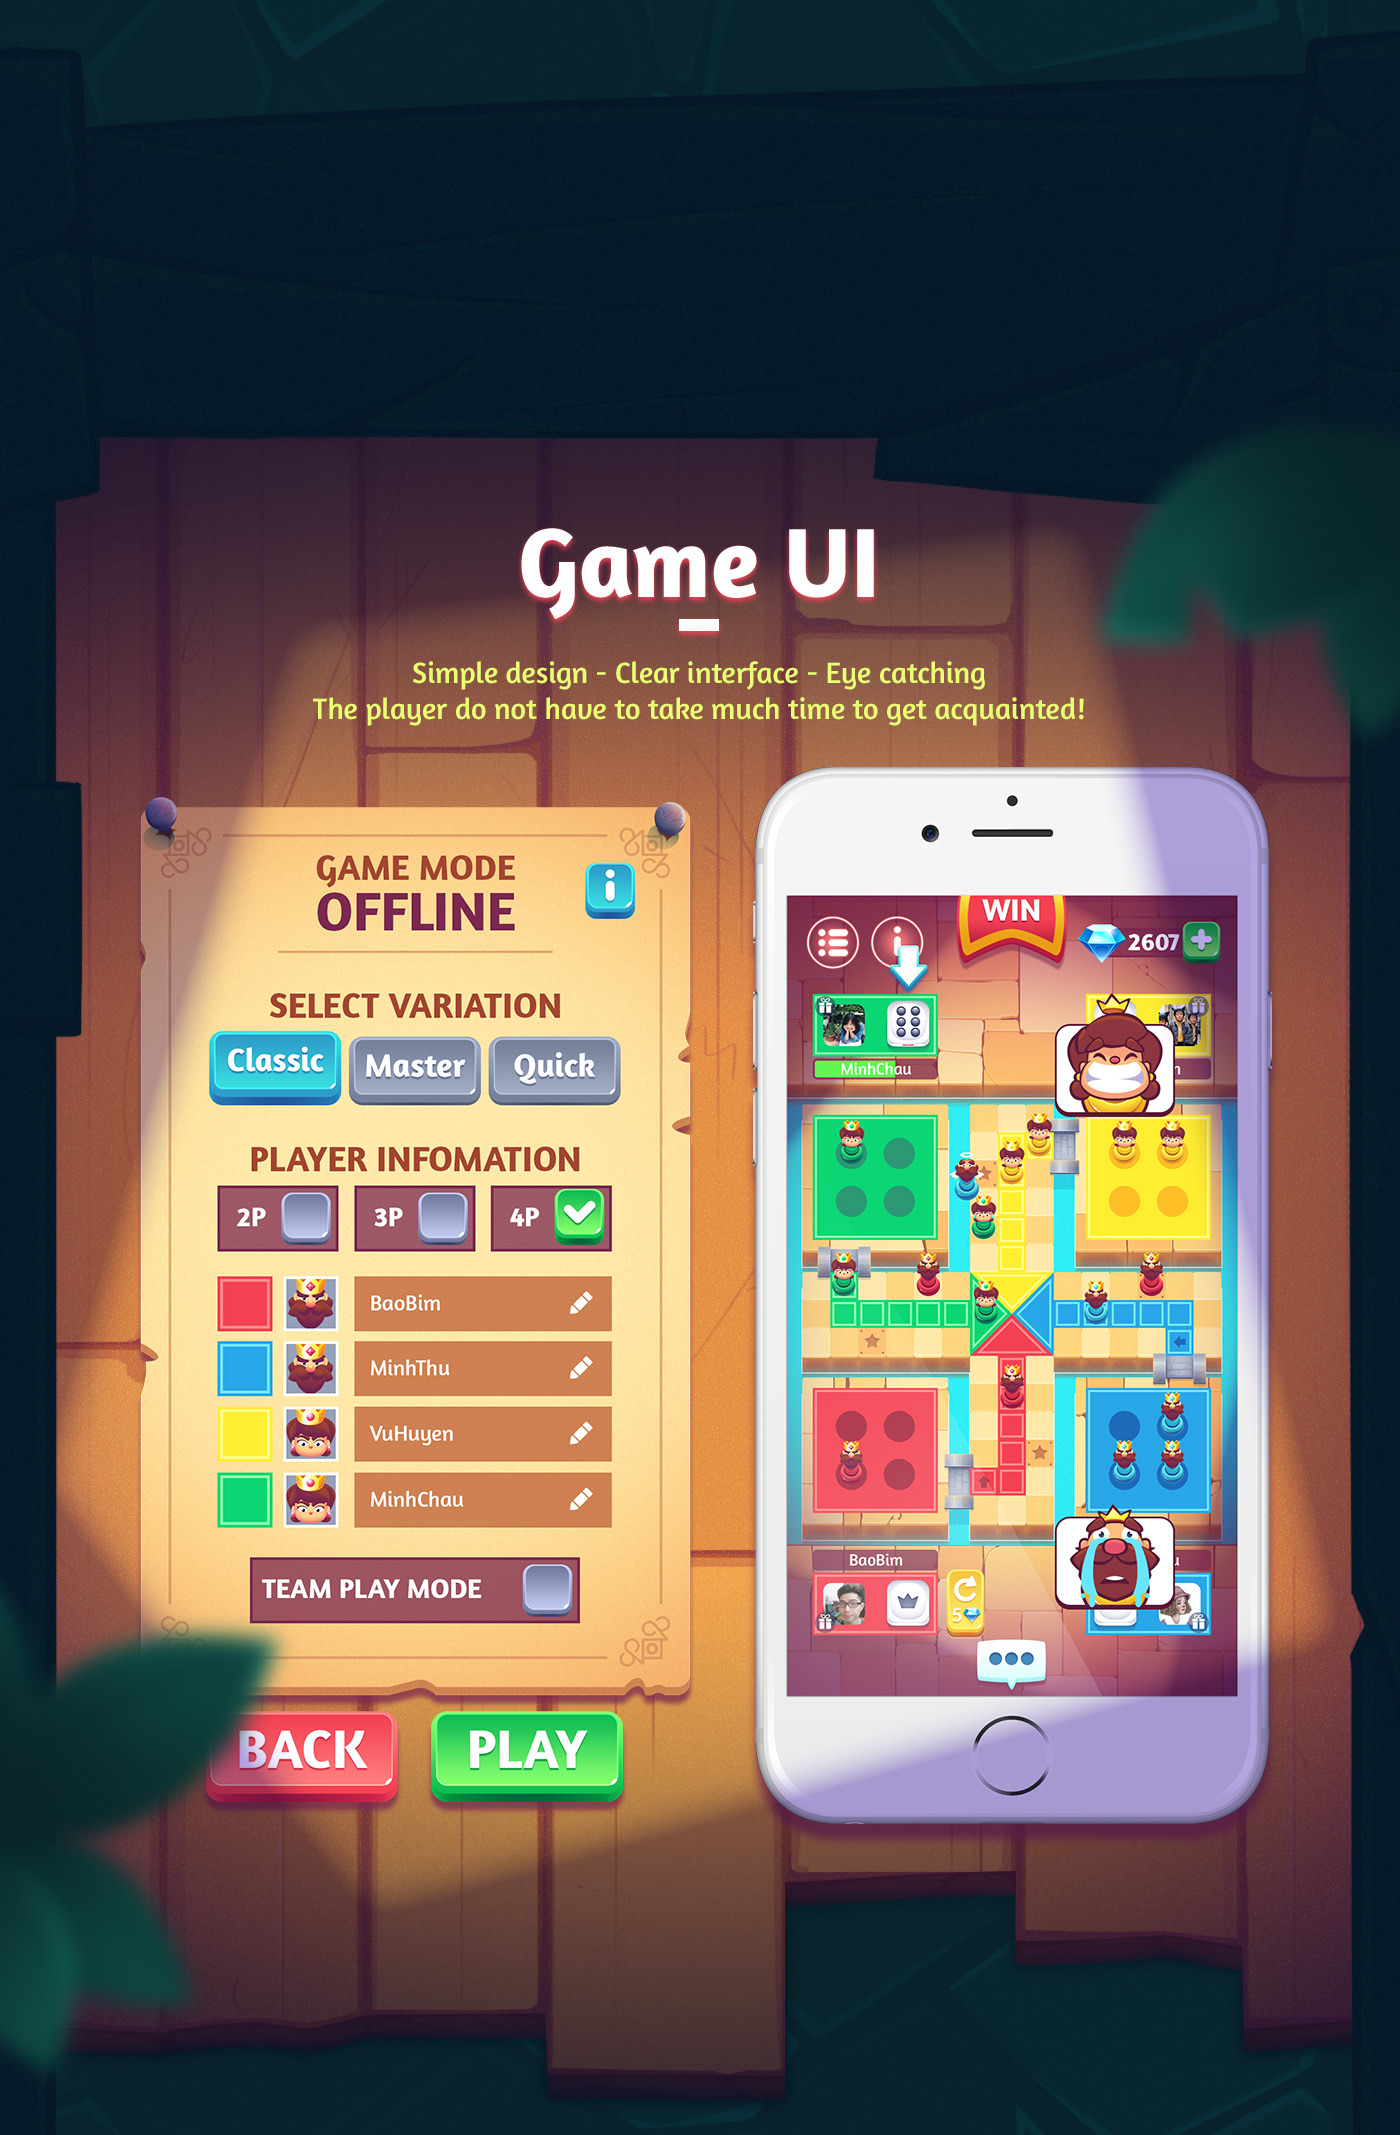 Game UI
Simple design - Clear interface - Eye catching
The player do not have to take much time to get acquainted!
GAME MODE
OFFLINE
SELECT VARIATION
Classic
Master
Quick
PLAYER INFOMATION
2P
3P
4P
BaoBim
MinhThu
VuHuyen
MinhChau
TEAM PLAY MODE
BACK
PLAY
WIN
2607
MinhChau
n
BaoBim
u
5